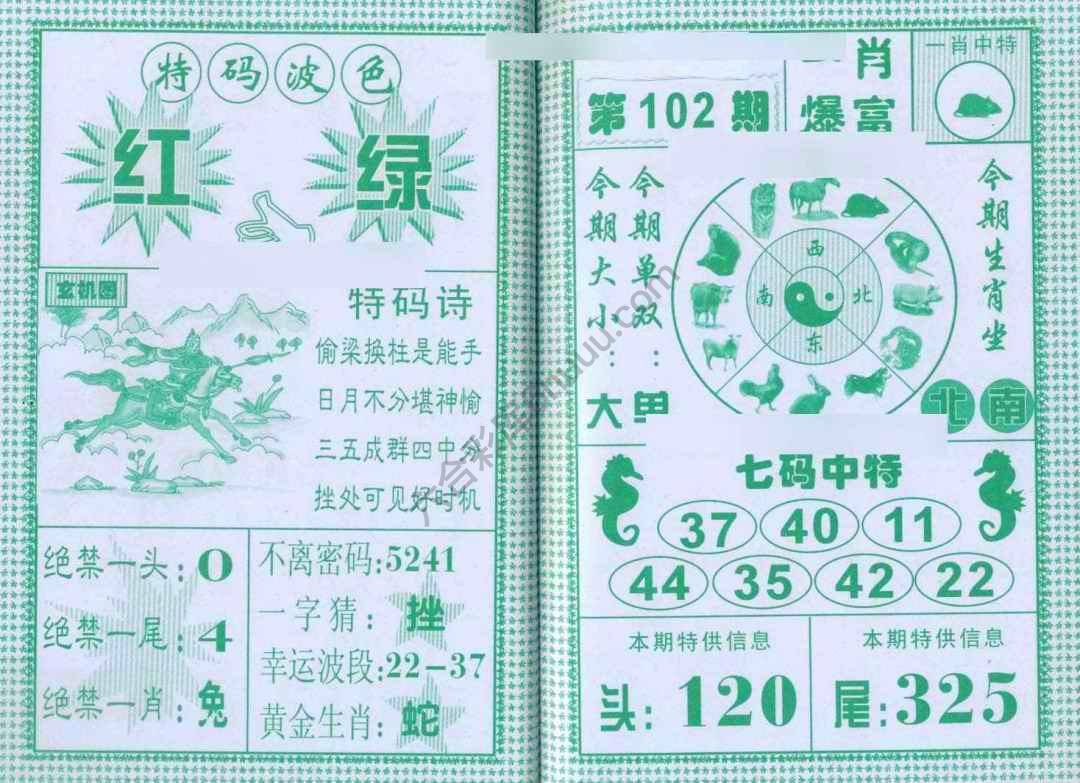 特码波色
红 绿
玄机图
特码诗
偷梁换柱是能手
日月不分堪神愉
三五成群四中分
挫处可见好时机
绝禁一头:0
绝禁一尾:4
绝禁一肖:兔
不离密码:5241
一字猜:挫
幸运波段:22-37
黄金生肖:蛇
第102期
肖
爆富
一肖中特
今期大小:大
今期单双:
西
南 北
东
今期生肖坐
北南
七码中特
37 40 11
44 35 42 22
本期特供信息
头:120
本期特供信息
尾:325
六合彩库